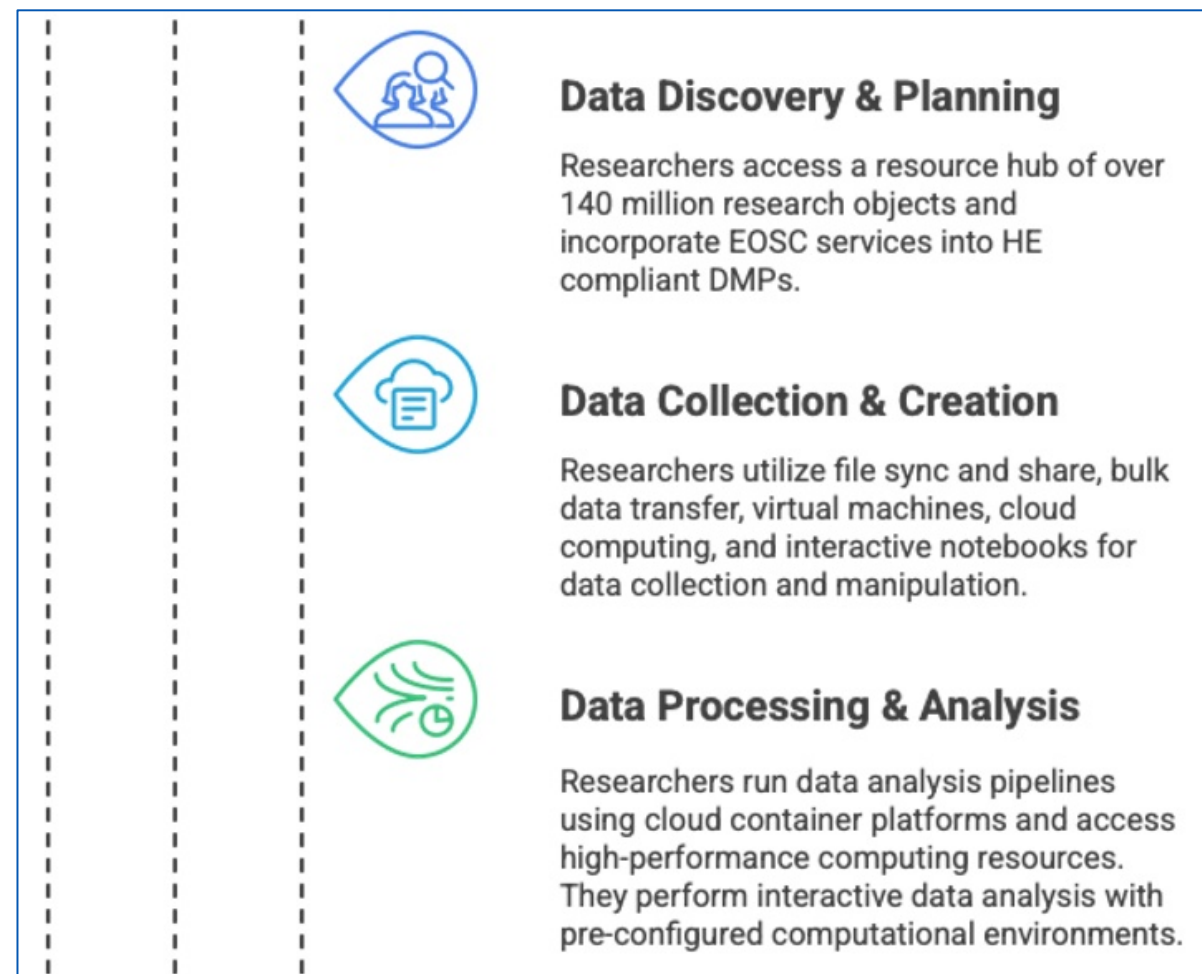 Data Discovery & Planning
Researchers access a resource hub of over
140 million research objects and
incorporate EOSC services into HE
compliant DMPs.
Data Collection & Creation
Researchers utilize file sync and share, bulk
data transfer, virtual machines, cloud
computing, and interactive notebooks for
data collection and manipulation.
Data Processing & Analysis
Researchers run data analysis pipelines
using cloud container platforms and access
high-performance computing resources.
They perform interactive data analysis with
pre-configured computational environments.